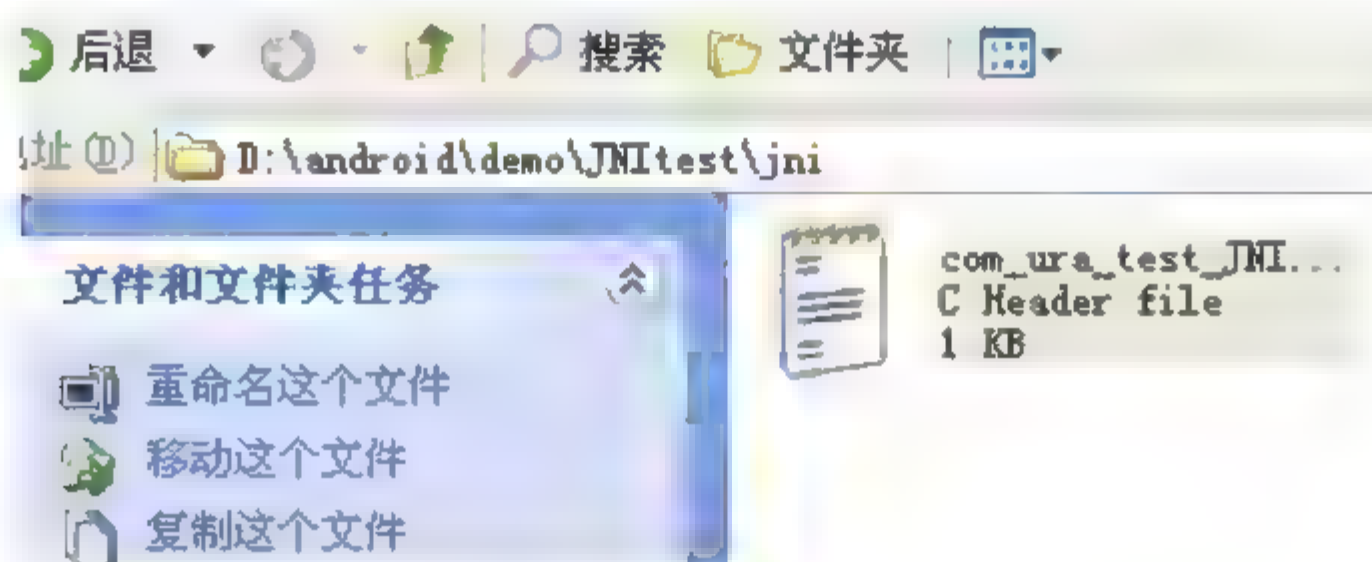 后退 搜索 文件夹
址(D) D:\android\demo\JNItest\jni
文件和文件夹任务
重命名这个文件
移动这个文件
复制这个文件
com_ura_test_JNI...
C Header file
1 KB